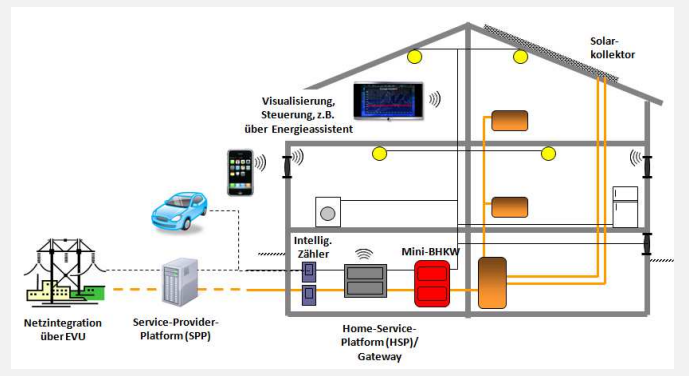 Solar-
kollektor
Visualisierung,
Steuerung, z.B.
über Energieassistent
Intellig.
Zähler
Mini-BHKW
Netzintegration
über EVU
Service-Provider-
Platform (SPP)
Home-Service-
Platform (HSP)/
Gateway